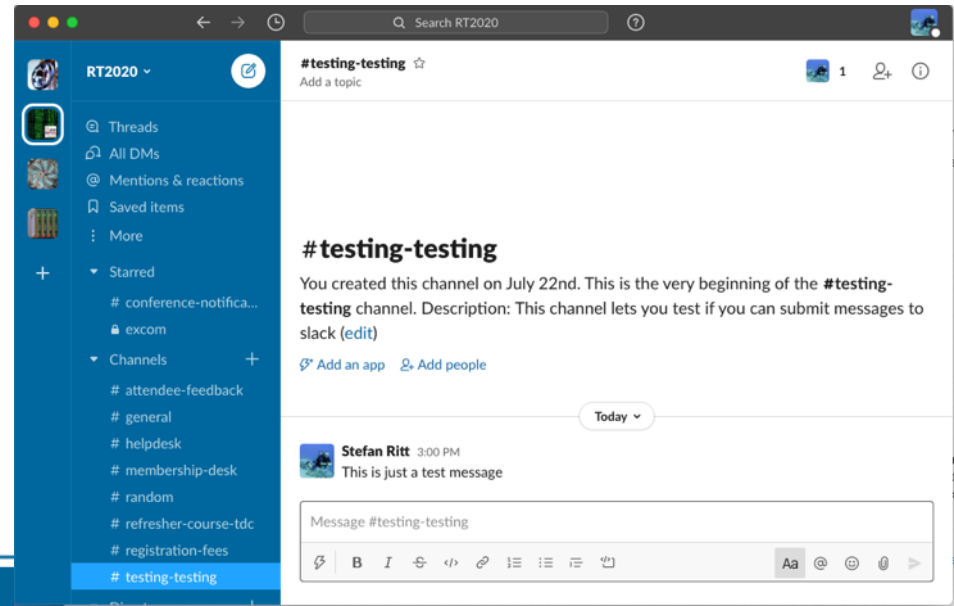 Search RT2020
RT2020
#testing-testing
Add a topic
1
Threads
All DMs
@ Mentions & reactions
Saved items
More
Starred
# conference-notifica...
excom
Channels +
# attendee-feedback
# general
# helpdesk
# membership-desk
# random
# refresher-course-tdc
# registration-fees
# testing-testing
#testing-testing
You created this channel on July 22nd. This is the very beginning of the #testing-
testing channel. Description: This channel lets you test if you can submit messages to
slack (edit)
Add an app Add people
Today
Stefan Ritt 3:00 PM
This is just a test message
Message #testing-testing
B I S </> Aa @